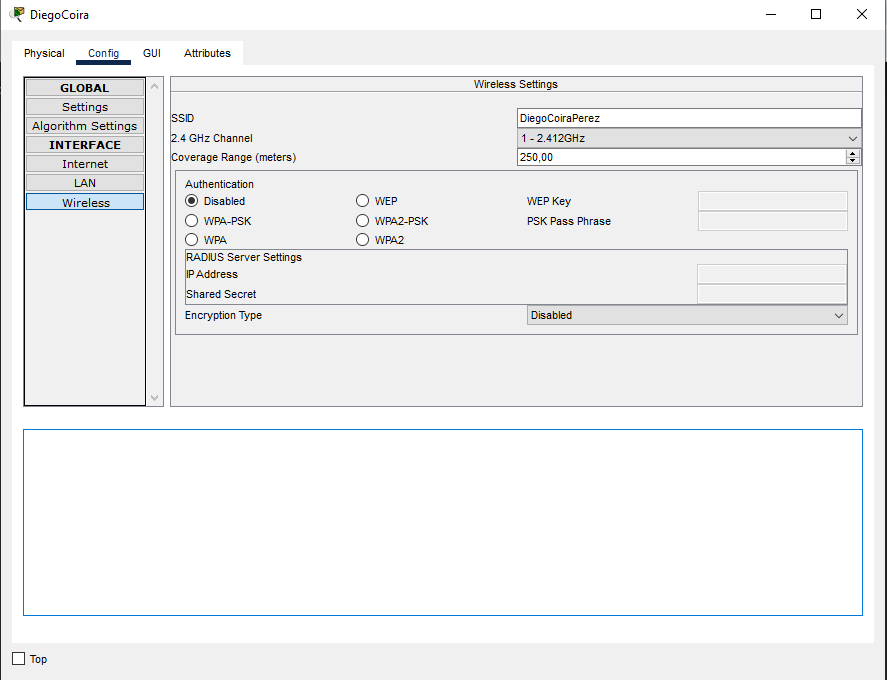 DiegoCoira
Physical Config GUI Attributes
GLOBAL
Settings
Algorithm Settings
INTERFACE
Internet
LAN
Wireless
Wireless Settings
SSID DiegoCoiraPerez
2.4 GHz Channel 1 - 2.412GHz
Coverage Range (meters) 250,00
Authentication
Disabled WEP WEP Key
WPA-PSK WPA2-PSK PSK Pass Phrase
WPA WPA2
RADIUS Server Settings
IP Address
Shared Secret
Encryption Type Disabled
Top